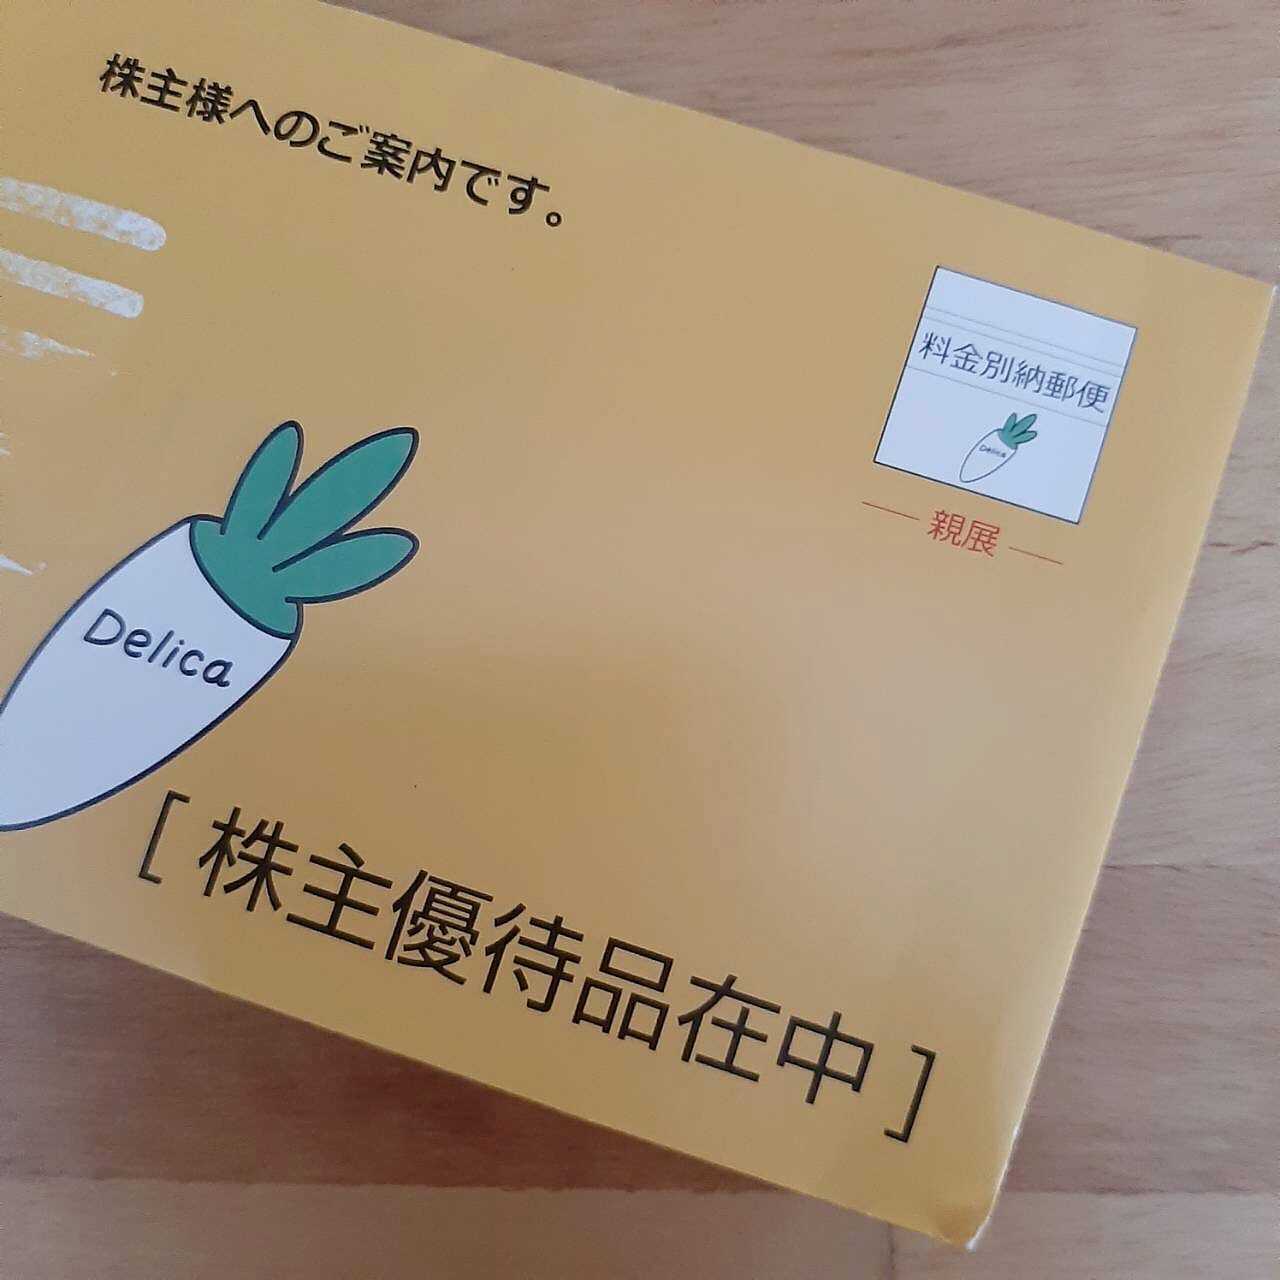 株主様へのご案内です。
料金別納郵便
Delica
親展
Delica
[ 株主優待品在中 ]